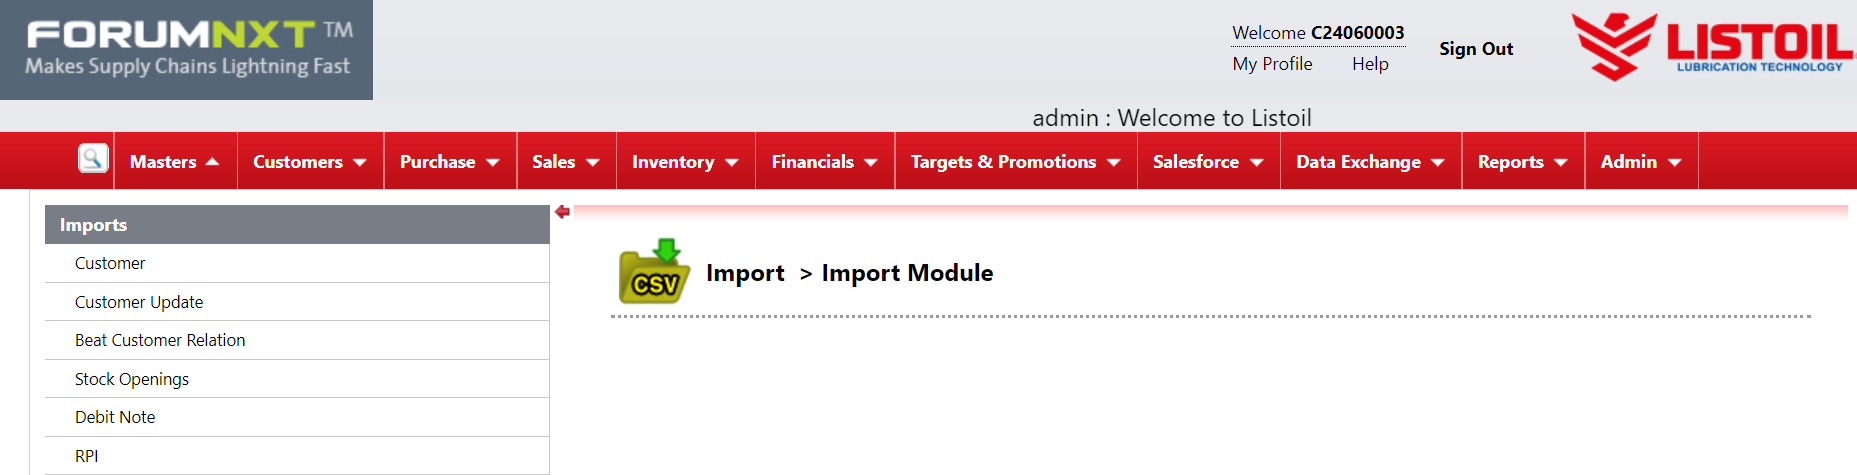 FORUMNXT TM
Makes Supply Chains Lightning Fast
Welcome C24060003
My Profile Help
Sign Out
LISTOIL
LUBRICATION TECHNOLOGY
admin : Welcome to Listoil
Masters Customers Purchase Sales Inventory Financials Targets & Promotions Salesforce Data Exchange Reports Admin
Imports
Customer
Customer Update
Beat Customer Relation
Stock Openings
Debit Note
RPI
CSV
Import > Import Module